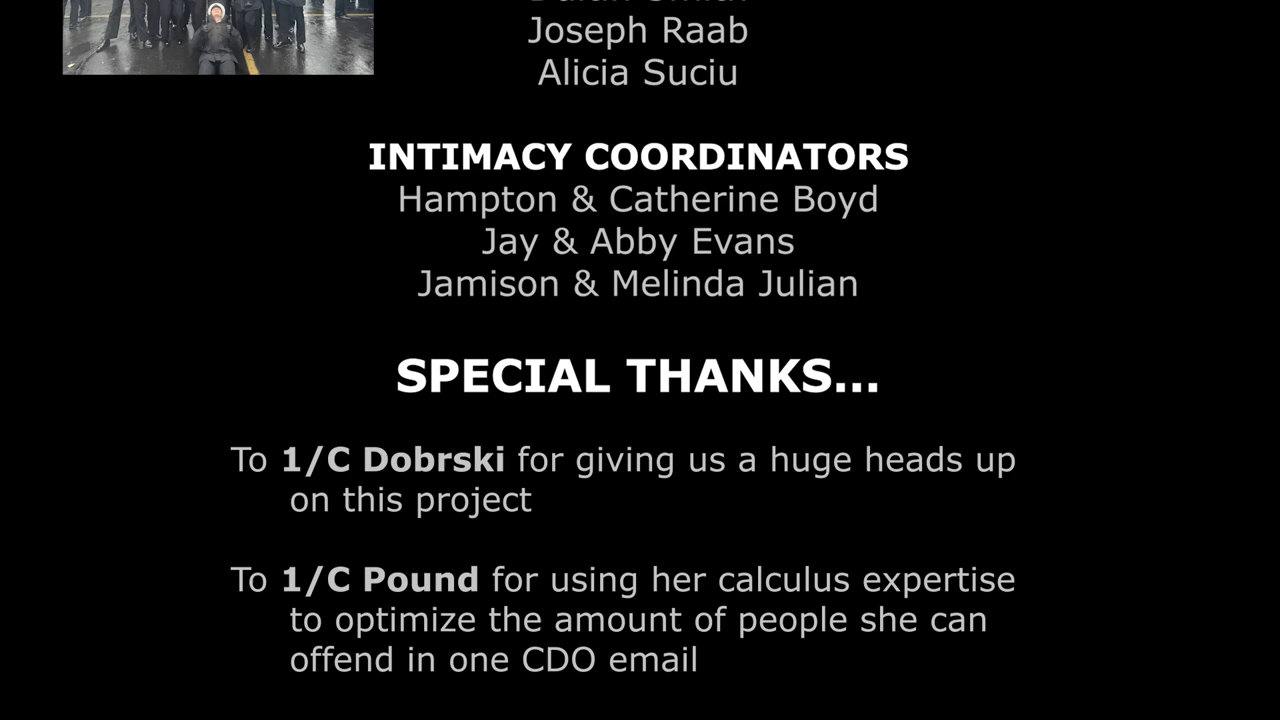 Joseph Raab
Alicia Suciu
INTIMACY COORDINATORS
Hampton & Catherine Boyd
Jay & Abby Evans
Jamison & Melinda Julian
SPECIAL THANKS...
To 1/C Dobrski for giving us a huge heads up
on this project
To 1/C Pound for using her calculus expertise
to optimize the amount of people she can
offend in one CDO email